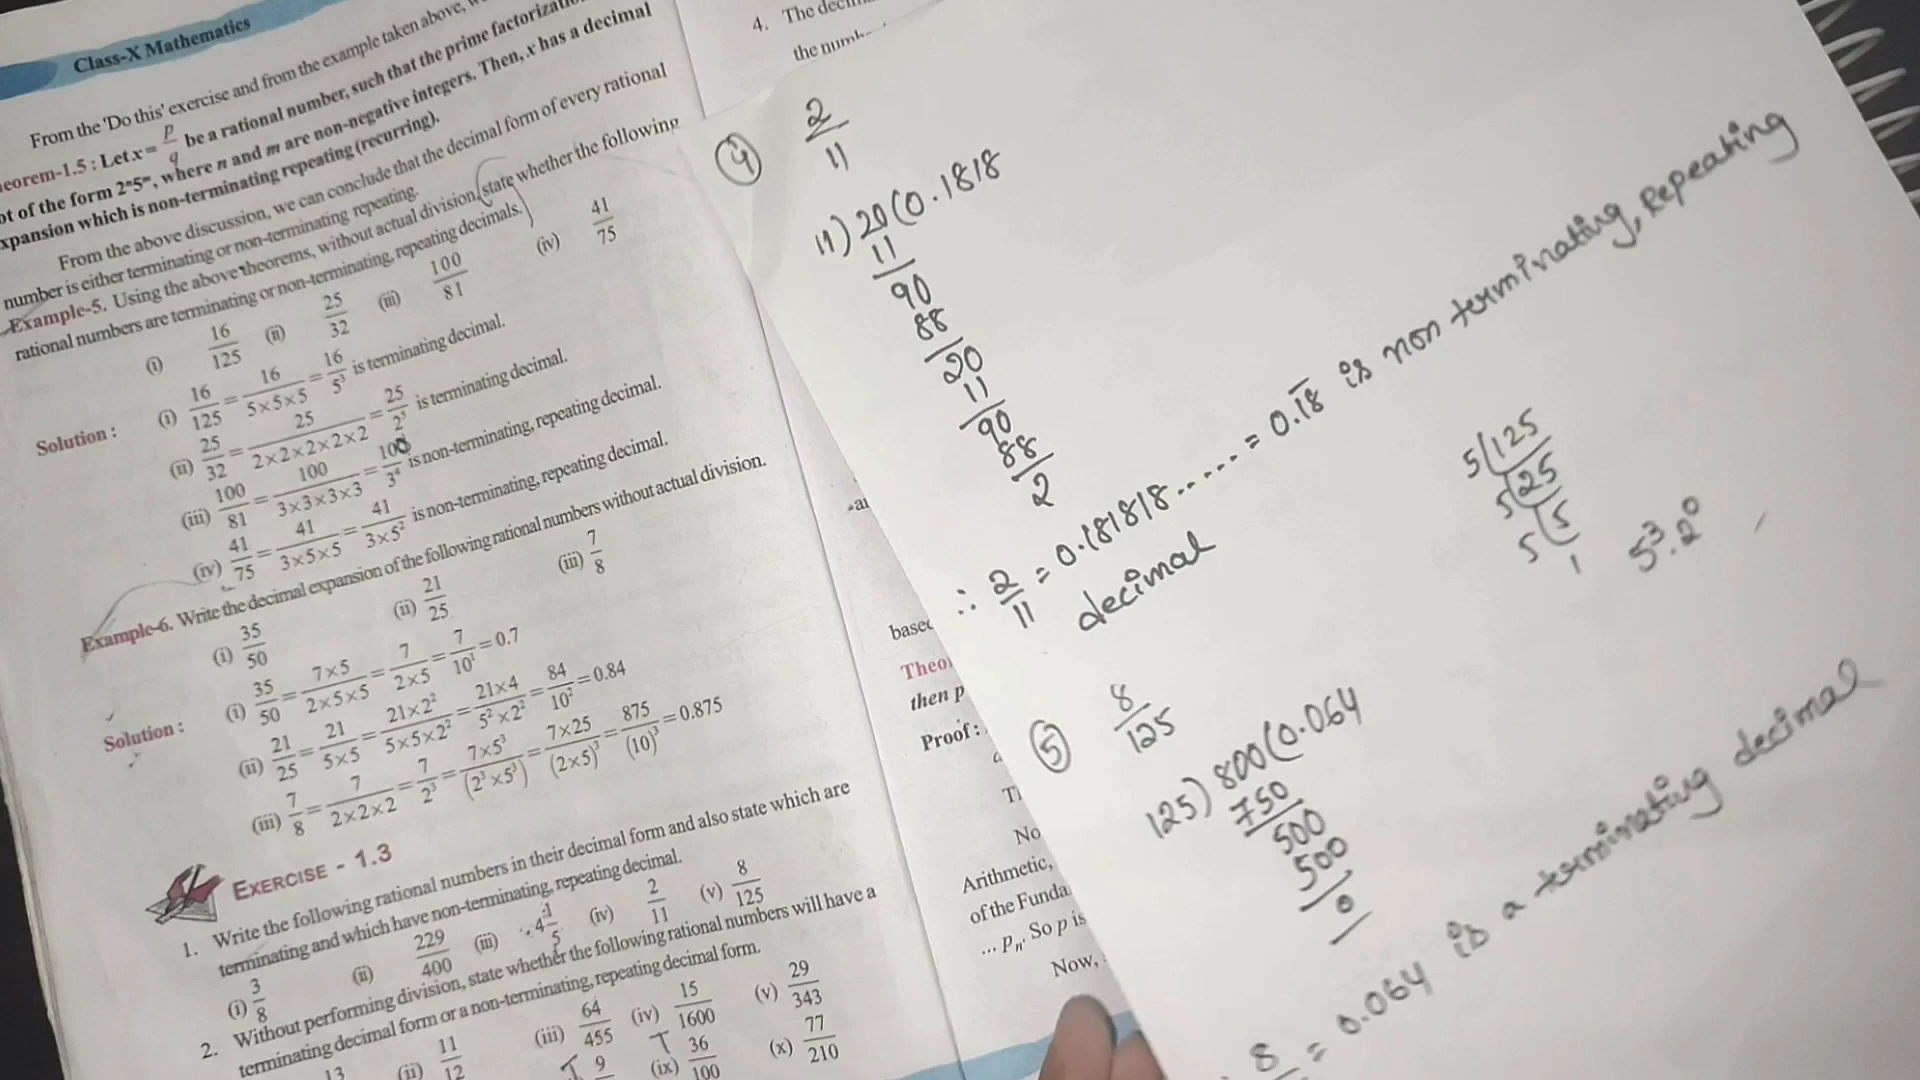 Class-X Mathematics
From the 'Do this' exercise and from the example taken above,
eorem-1.5 : Let x = p/q be a rational number, such that the prime factorizatio
ot of the form 2ⁿ5ᵐ, where n and m are non-negative integers. Then, x has a decimal
xpansion which is non-terminating repeating (recurring).
From the above discussion, we can conclude that the decimal form of every rational
number is either terminating or non-terminating repeating.
Example-5. Using the above theorems, without actual division, state whether the following
rational numbers are terminating or non-terminating, repeating decimals.
(i) 16/125 (ii) 25/32 (iii) 100/81 (iv) 41/75
Solution : (i) 16/125 = 16/5×5×5 = 16/5³ is terminating decimal.
(ii) 25/32 = 25/2×2×2×2×2 = 25/2⁵ is terminating decimal.
(iii) 100/81 = 100/3×3×3×3 = 100/3⁴ is non-terminating, repeating decimal.
(iv) 41/75 = 41/3×5×5 = 41/3×5² is non-terminating, repeating decimal.
Example-6. Write the decimal expansion of the following rational numbers without actual division.
(i) 35/50 (ii) 21/25 (iii) 7/8
Solution : (i) 35/50 = 7×5/2×5×5 = 7/2×5 = 7/10¹ = 0.7
(ii) 21/25 = 21/5×5 = 21×2²/5×5×2² = 21×4/5²×2² = 84/10² = 0.84
(iii) 7/8 = 7/2×2×2 = 7/2³ = 7×5³/(2³×5³) = 7×25/(2×5)³ = 875/(10)³ = 0.875
EXERCISE - 1.3
1. Write the following rational numbers in their decimal form and also state which are
terminating and which have non-terminating, repeating decimal.
(i) 3/8 (ii) 229/400 (iii) 4 1/5 (iv) 2/11 (v) 8/125
2. Without performing division, state whether the following rational numbers will have a
terminating decimal form or a non-terminating, repeating decimal form.
13 (ii) 11/12 (iii) 64/455 (iv) 15/1600 (v) 29/343
9 (ix) 36/100 (x) 77/210
4. The decim
the numb
based
Theor
then p
Proof :
No
Arithmetic,
of the Funda
... pₙ. So p is
Now,
④ 2/11
11) 20 (0.1818
11
90
88
20
11
90
88
2
∴ 2/11 = 0.181818...... = 0.1̅8̅ is non terminating, Repeating
decimal
5 | 125
5 | 25
5 | 5
1
5³.2⁰
⑤ 8/125
125) 800 (0.064
750
500
500
0
8 = 0.064 is a terminating decimal